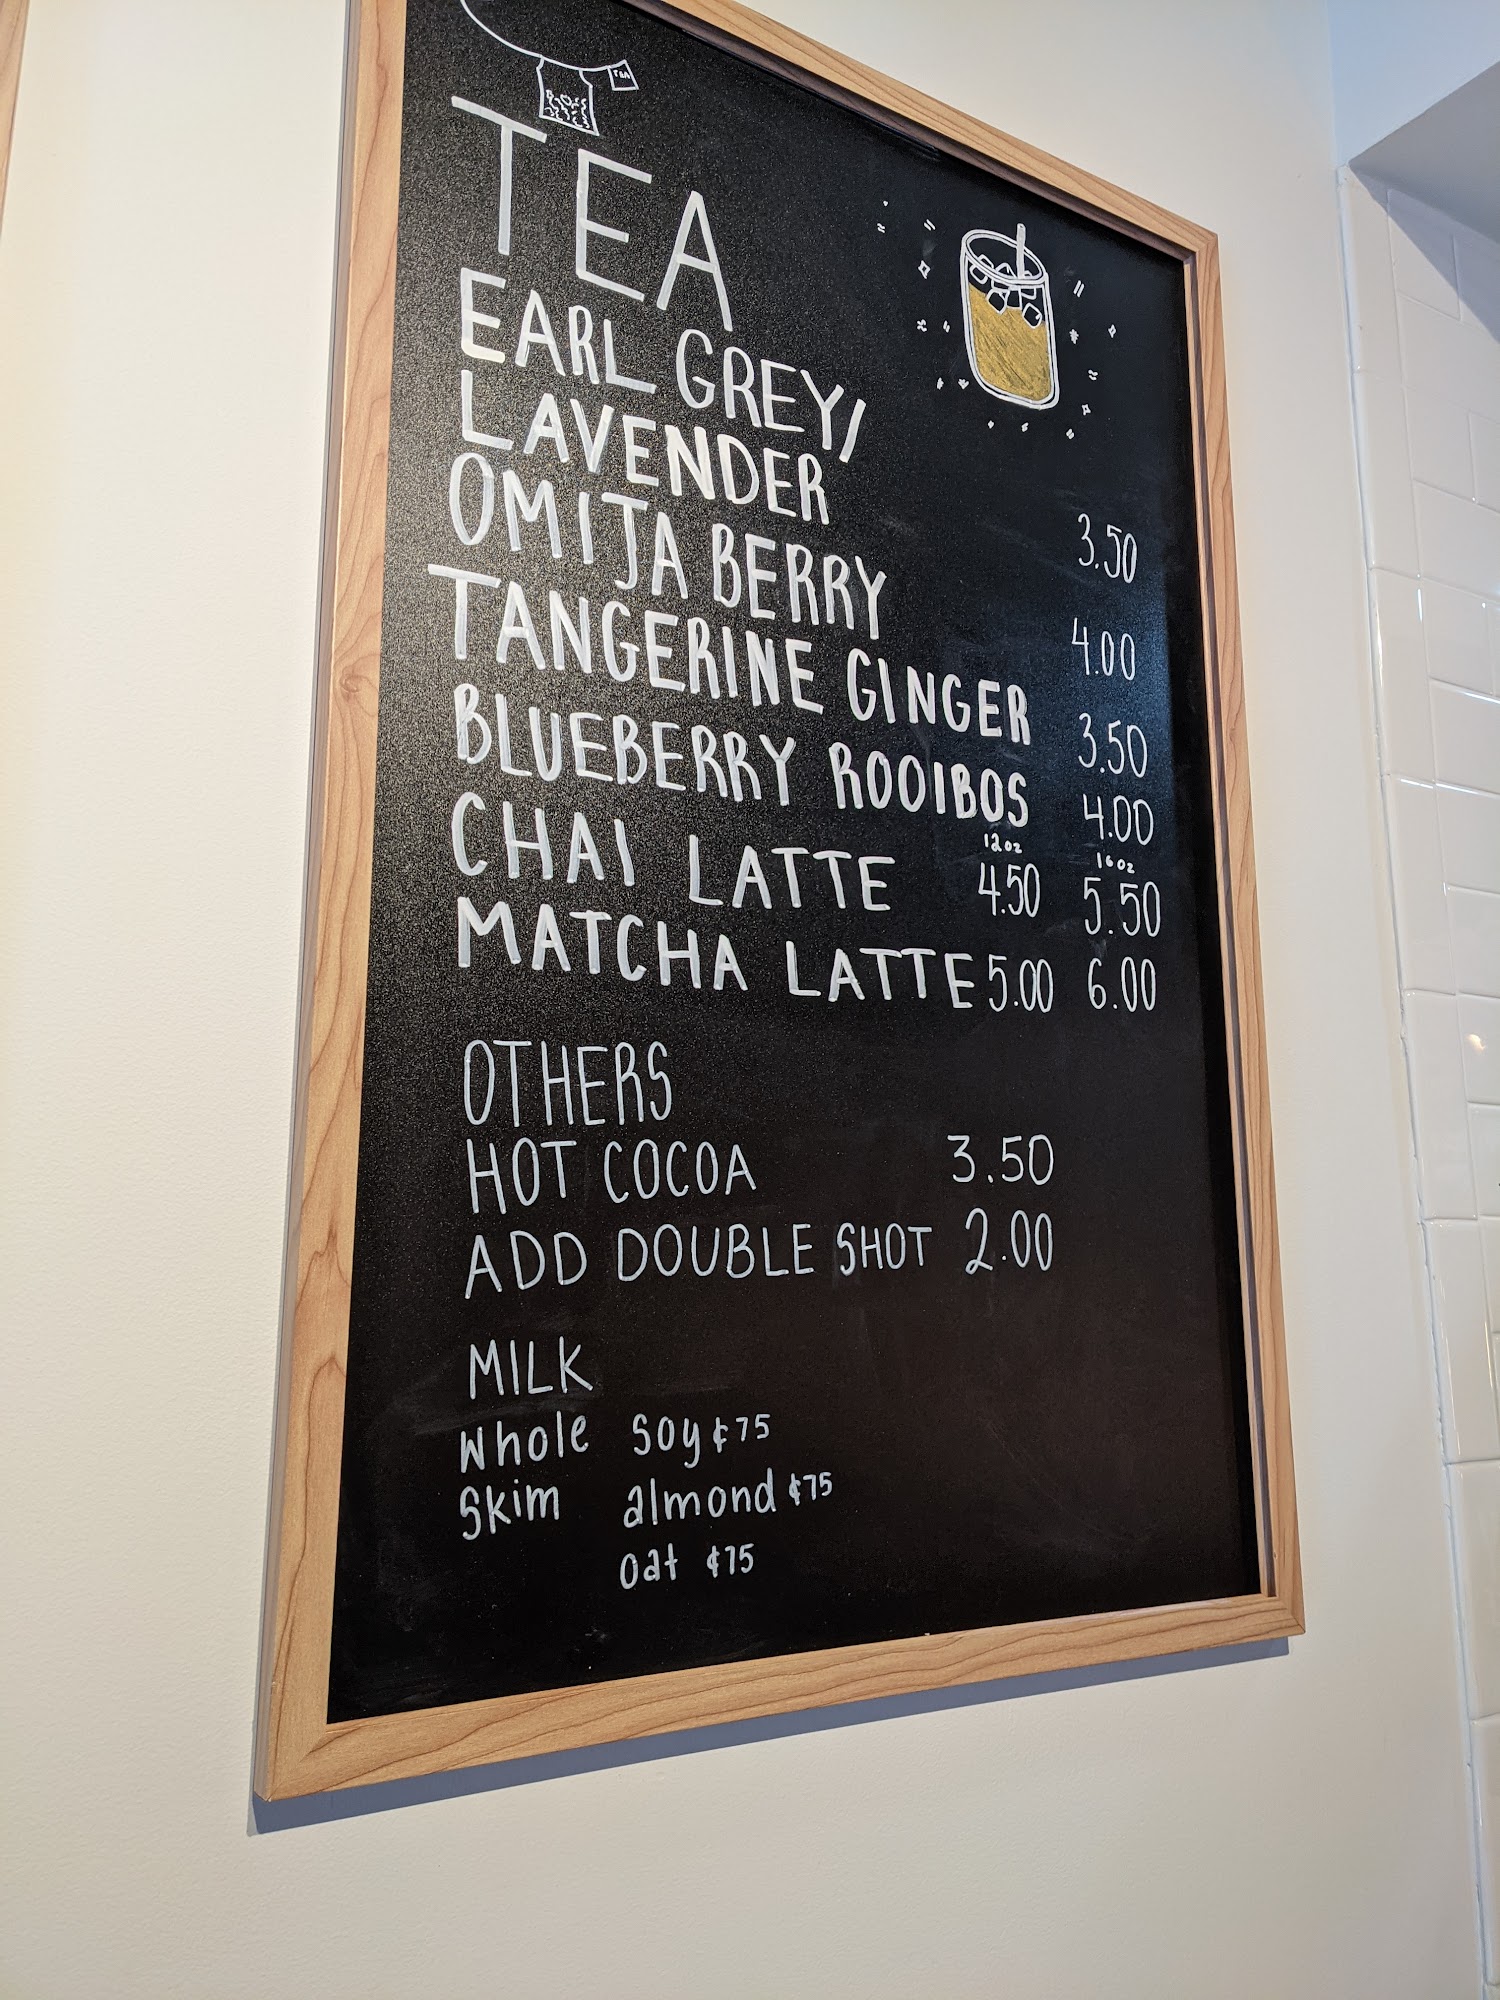 TEA
TEA
EARL GREY/
LAVENDER 3.50
OMIJA BERRY 4.00
TANGERINE GINGER 3.50
BLUEBERRY ROOIBOS 4.00
12oz 16oz
CHAI LATTE 4.50 5.50
MATCHA LATTE 5.00 6.00
OTHERS
HOT COCOA 3.50
ADD DOUBLE SHOT 2.00
MILK
Whole soy ¢75
Skim almond ¢75
oat ¢75